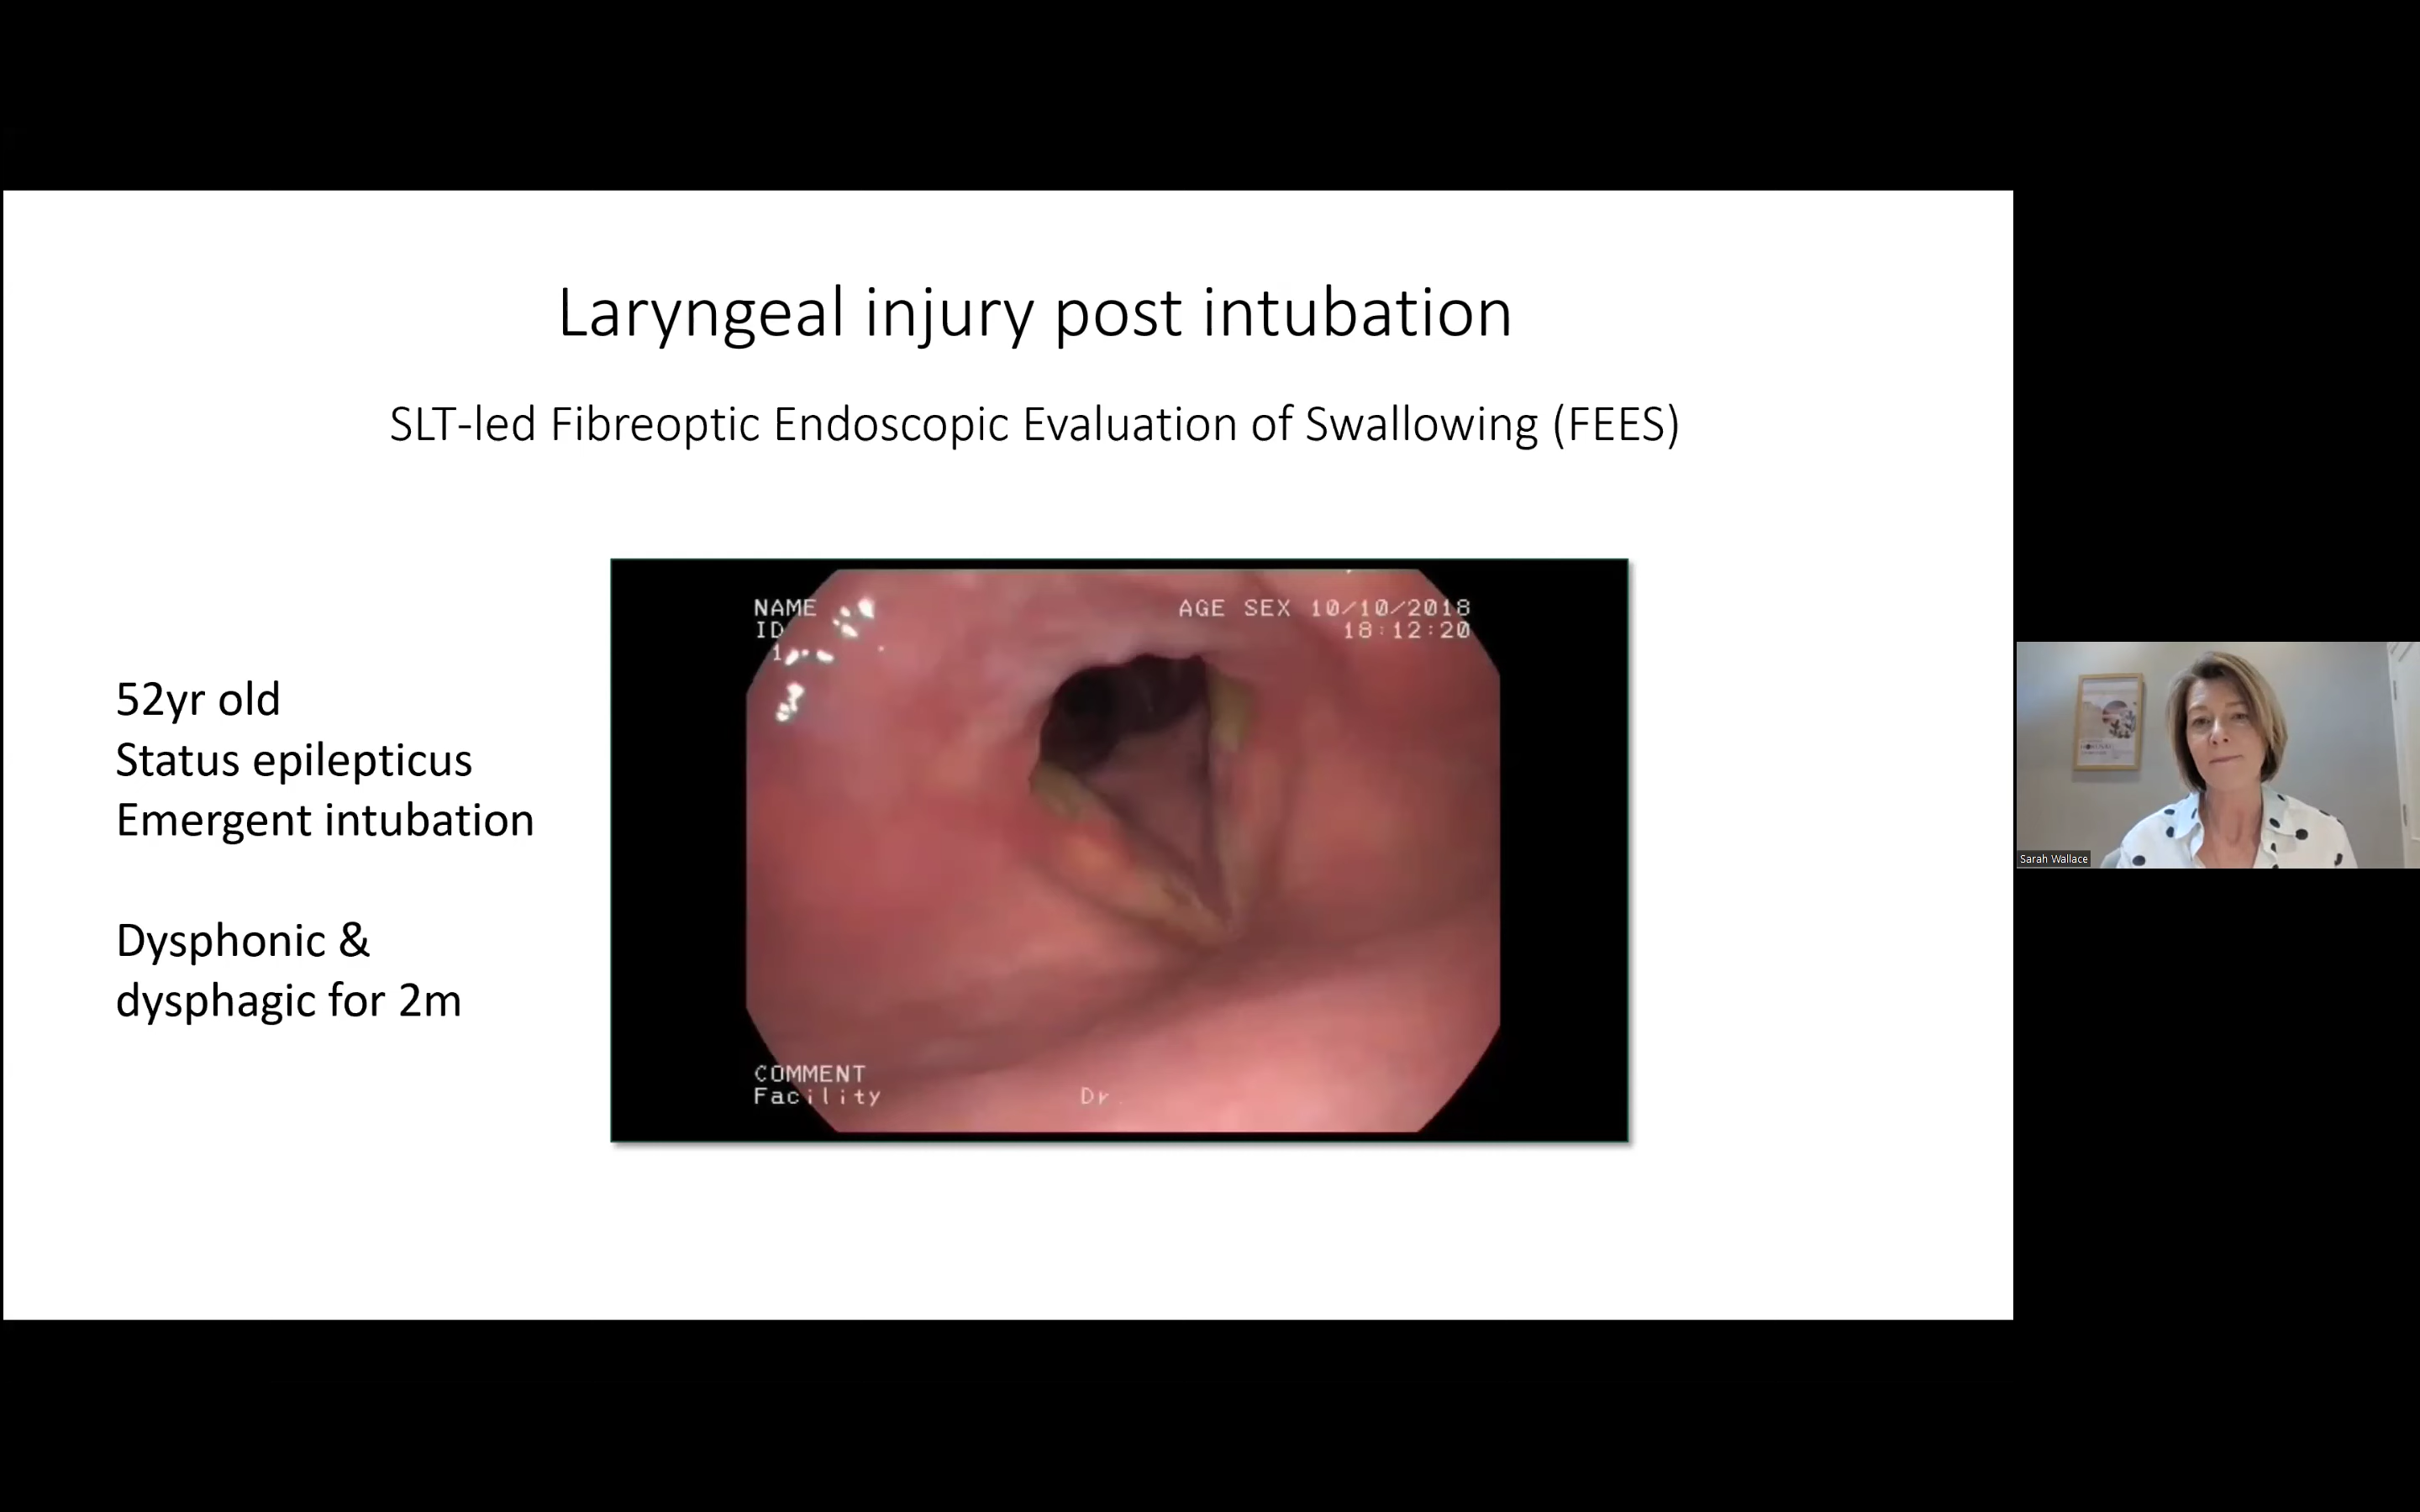 Laryngeal injury post intubation
SLT-led Fibreoptic Endoscopic Evaluation of Swallowing (FEES)
NAME
AGE SEX 10/10/2018
ID
18:12:20
1
52yr old
Status epilepticus
Emergent intubation
Dysphonic &
dysphagic for 2m
COMMENT
Facility
Dr.
Sarah Wallace